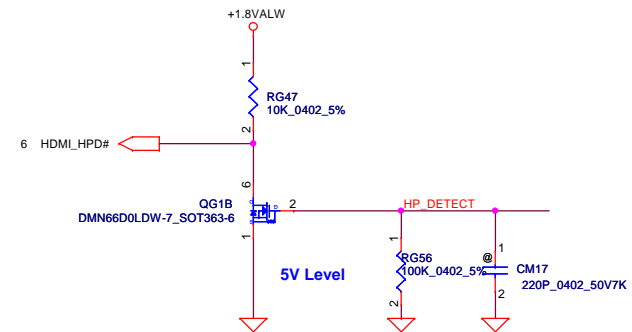 +1.8VALW
1
RG47
10K_0402_5%
2
6 HDMI_HPD#
6
QG1B
DMN66D0LDW-7_SOT363-6
2
HP_DETECT
1
5V Level
1
RG56
100K_0402_5%
2
@
1
CM17
220P_0402_50V7K
2